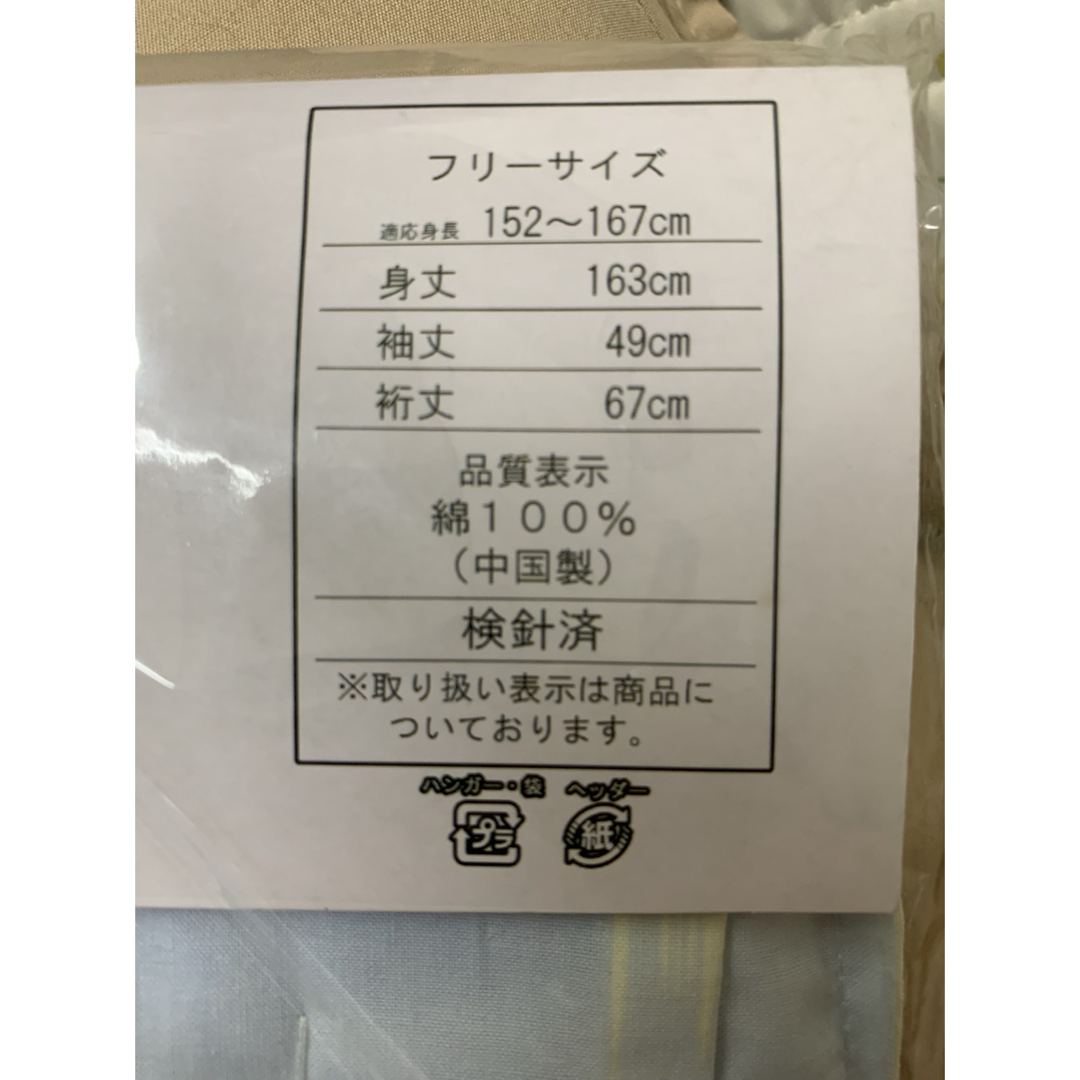 フリーサイズ
適応身長 152～167cm
身丈 163cm
袖丈 49cm
裄丈 67cm
品質表示
綿１００％
（中国製）
検針済
※取り扱い表示は商品に
ついております。
ハンガー・袋 ヘッダー
プラ 紙